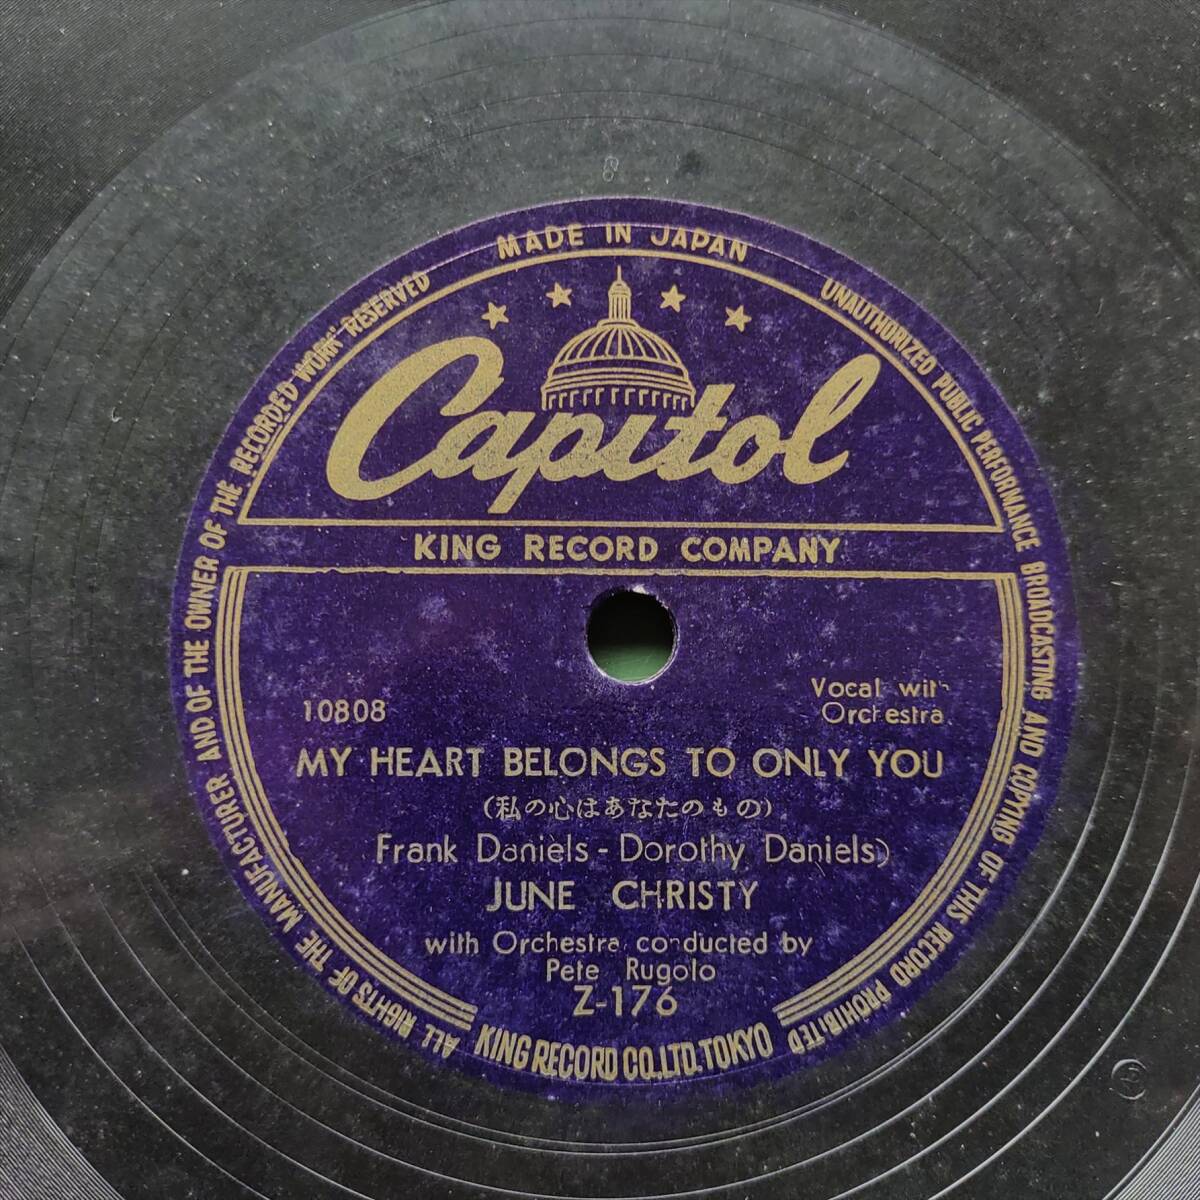 MADE IN JAPAN
ALL RIGHTS OF THE MANUFACTURER AND OF THE OWNER OF THE RECORDED WORK RESERVED
UNAUTHORIZED PUBLIC PERFORMANCE BROADCASTING AND COPYING OF THIS RECORD PROHIBITED
Capitol
KING RECORD COMPANY
10808
Vocal with
Orchestra
MY HEART BELONGS TO ONLY YOU
(私の心はあなたのもの)
Frank Daniels - Dorothy Daniels)
JUNE CHRISTY
with Orchestra conducted by
Pete Rugolo
Z-176
KING RECORD CO., LTD. TOKYO